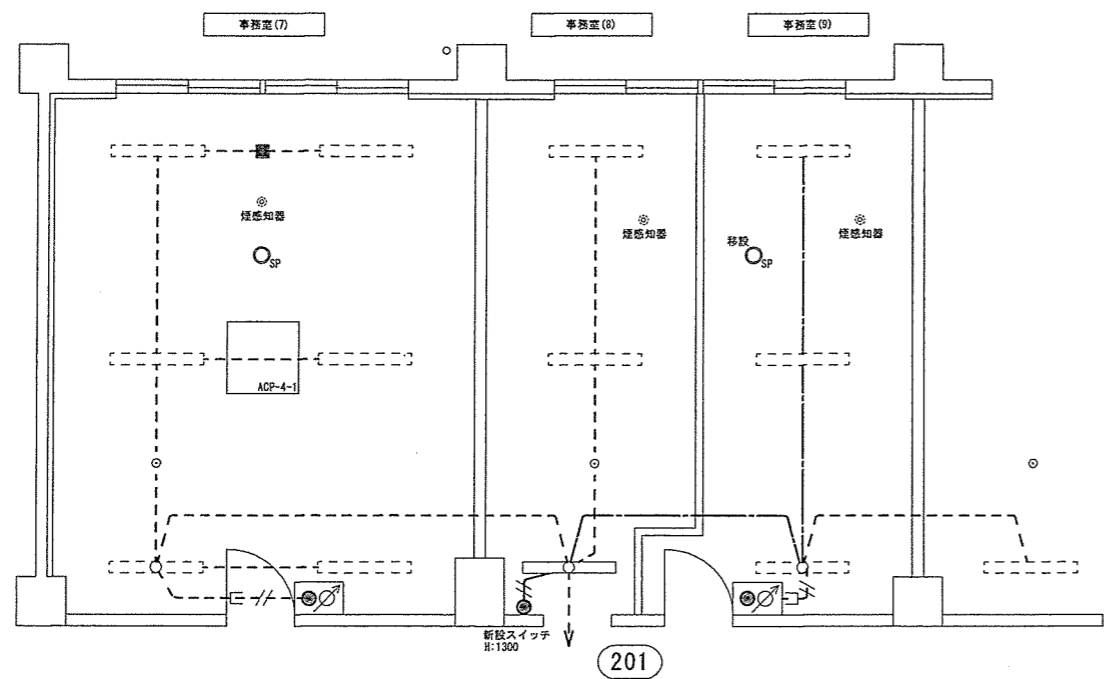 事務室(7)
事務室(8)
事務室(9)
煙感知器
SP
煙感知器
移設
SP
煙感知器
ACP-4-1
新設スイッチ
H:1300
201